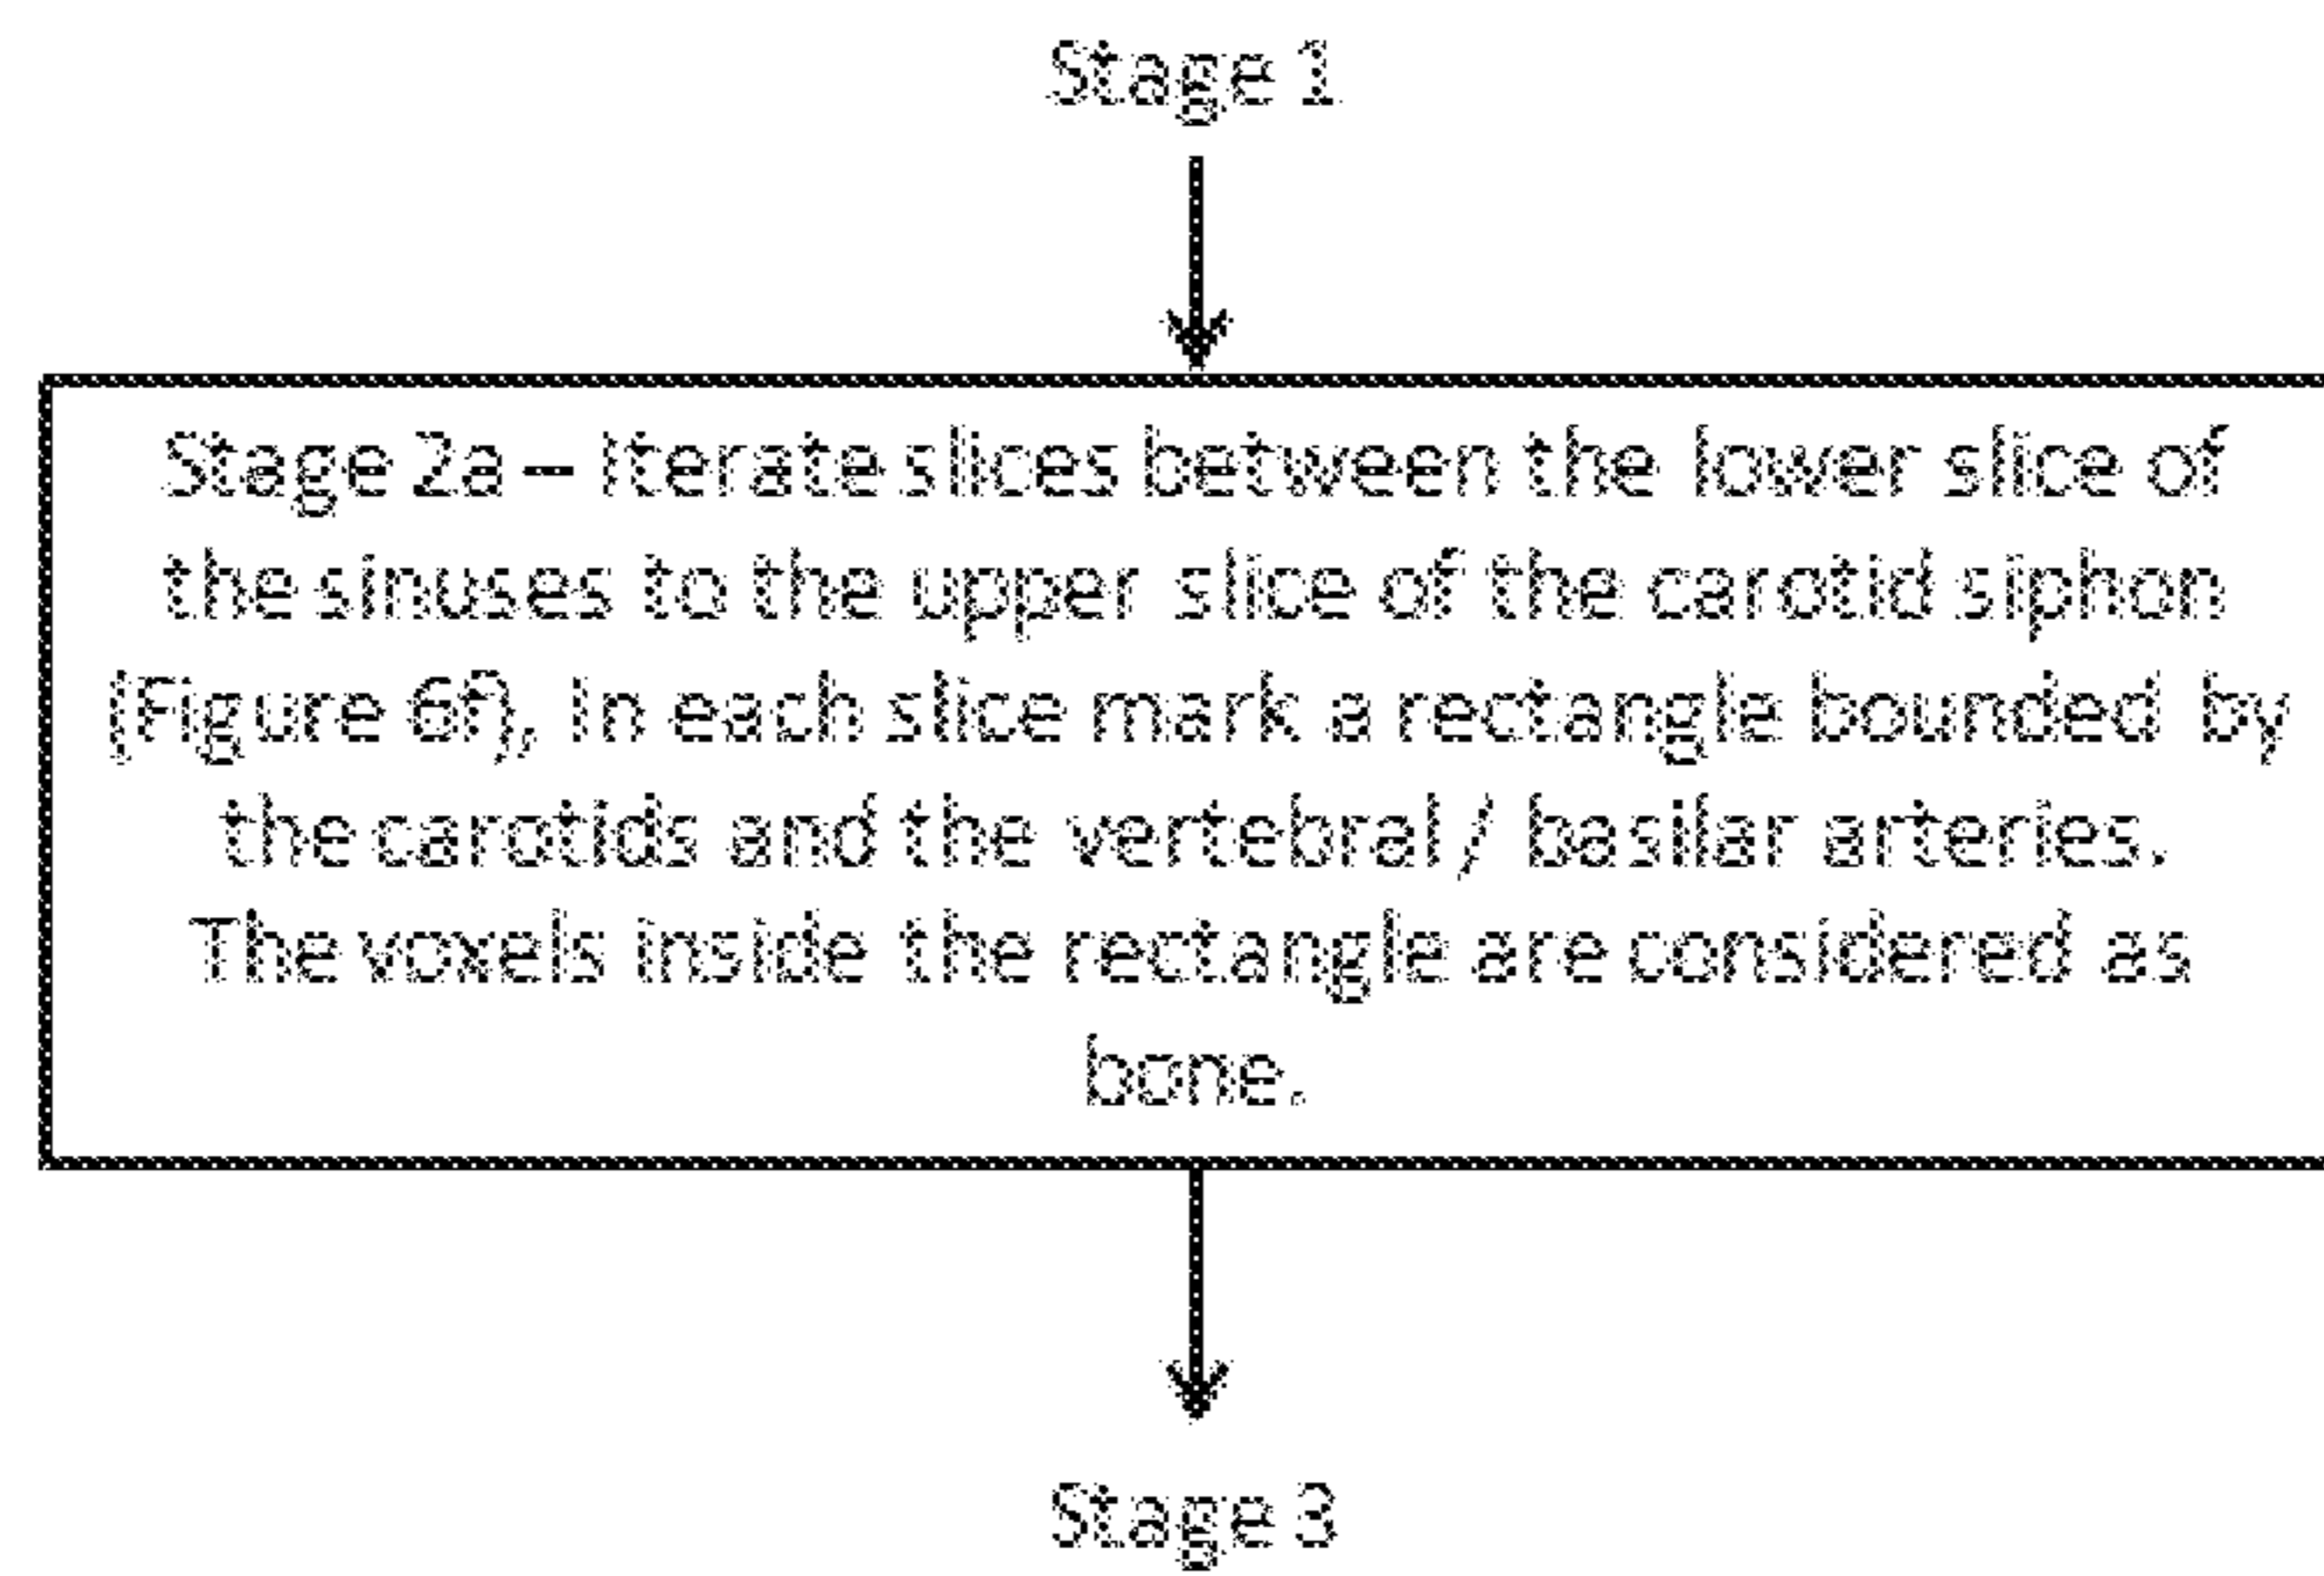 Stage 1
Stage 2a – Iterate slices between the lower slice of
the sinuses to the upper slice of the carotid siphon
(Figure 6f), In each slice mark a rectangle bounded by
the carotids and the vertebral / basilar arteries.
The voxels inside the rectangle are considered as
bone.
Stage 3